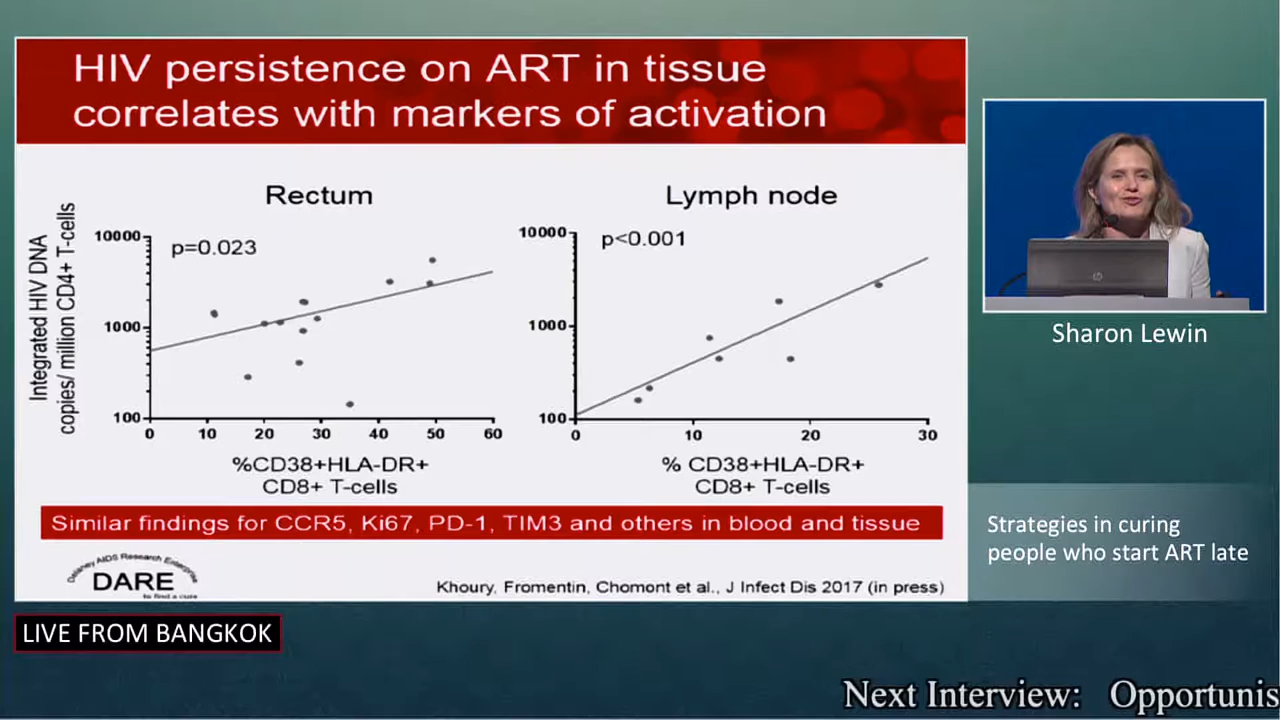 HIV persistence on ART in tissue
correlates with markers of activation
Rectum
Integrated HIV DNA
copies/ million CD4+ T-cells
p=0.023
10000
1000
100
0 10 20 30 40 50 60
%CD38+HLA-DR+
CD8+ T-cells
Lymph node
p<0.001
10000
1000
100
0 10 20 30
% CD38+HLA-DR+
CD8+ T-cells
Similar findings for CCR5, Ki67, PD-1, TIM3 and others in blood and tissue
Delaney AIDS Research Enterprise
DARE
to find a cure
Khoury, Fromentin, Chomont et al., J Infect Dis 2017 (in press)
hp
Sharon Lewin
Strategies in curing
people who start ART late
LIVE FROM BANGKOK
Next Interview: Opportunis